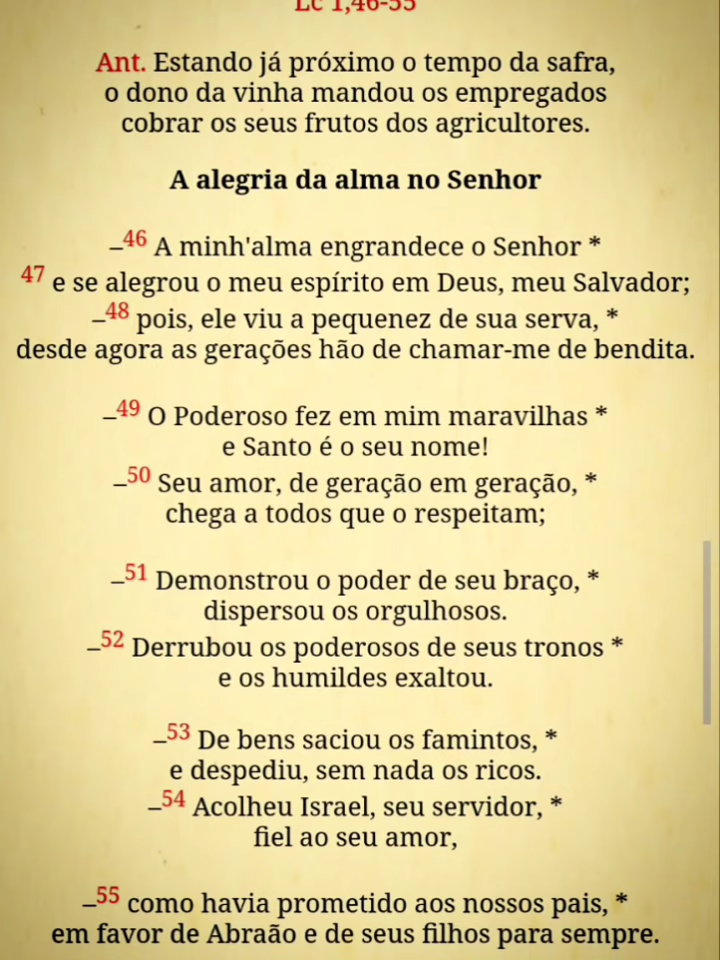 Lc 1,46-55
Ant. Estando já próximo o tempo da safra,
o dono da vinha mandou os empregados
cobrar os seus frutos dos agricultores.
A alegria da alma no Senhor
–46 A minh'alma engrandece o Senhor *
47 e se alegrou o meu espírito em Deus, meu Salvador;
–48 pois, ele viu a pequenez de sua serva, *
desde agora as gerações hão de chamar-me de bendita.
–49 O Poderoso fez em mim maravilhas *
e Santo é o seu nome!
–50 Seu amor, de geração em geração, *
chega a todos que o respeitam;
–51 Demonstrou o poder de seu braço, *
dispersou os orgulhosos.
–52 Derrubou os poderosos de seus tronos *
e os humildes exaltou.
–53 De bens saciou os famintos, *
e despediu, sem nada os ricos.
–54 Acolheu Israel, seu servidor, *
fiel ao seu amor,
–55 como havia prometido aos nossos pais, *
em favor de Abraão e de seus filhos para sempre.